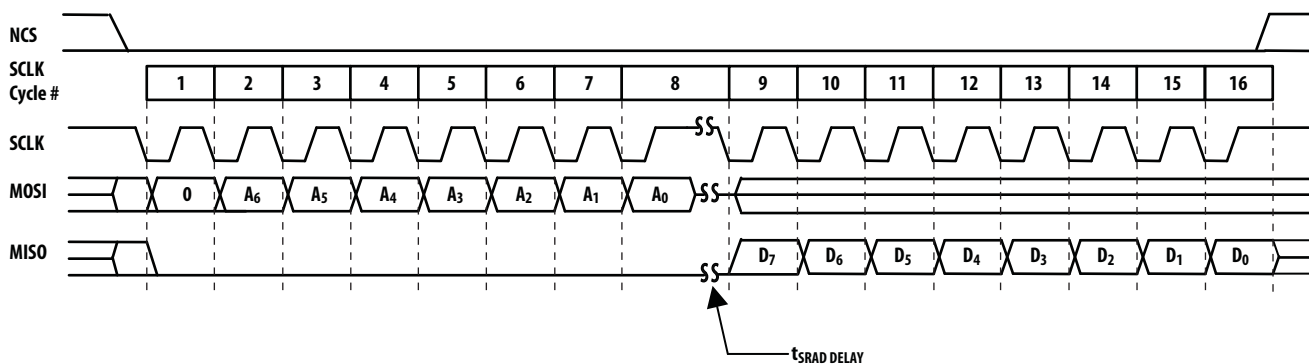 NCS
SCLK
Cycle #
1 2 3 4 5 6 7 8 9 10 11 12 13 14 15 16
SCLK
MOSI
0 A6 A5 A4 A3 A2 A1 A0
MISO
D7 D6 D5 D4 D3 D2 D1 D0
tSRAD DELAY